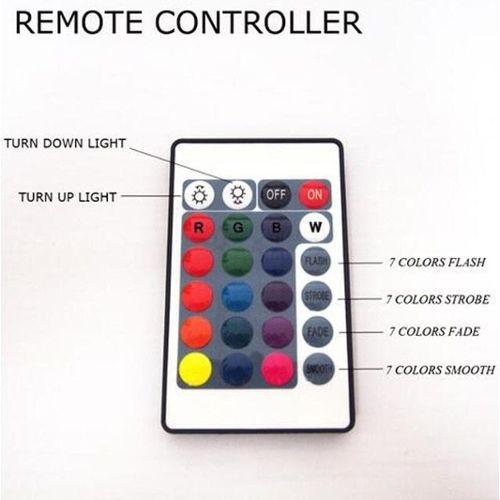 REMOTE CONTROLLER
TURN DOWN LIGHT
TURN UP LIGHT
OFF ON
R G B W
FLASH 7 COLORS FLASH
STROBE 7 COLORS STROBE
FADE 7 COLORS FADE
SMOOTH 7 COLORS SMOOTH